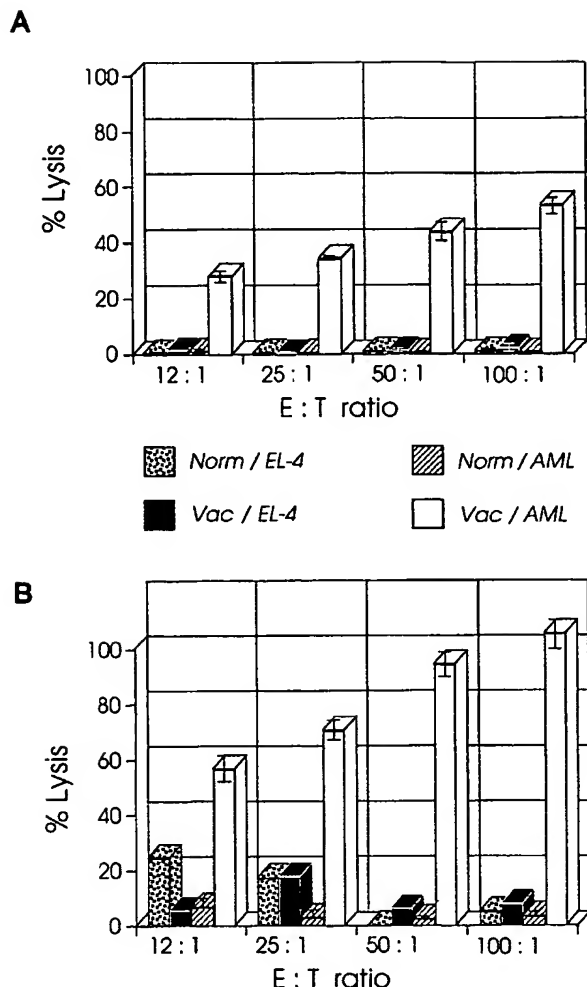 A
% Lysis
100
80
60
40
20
0
12 : 1 25 : 1 50 : 1 100 : 1
E : T ratio
Norm / EL-4 Norm / AML
Vac / EL-4 Vac / AML
B
% Lysis
100
80
60
40
20
0
12 : 1 25 : 1 50 : 1 100 : 1
E : T ratio